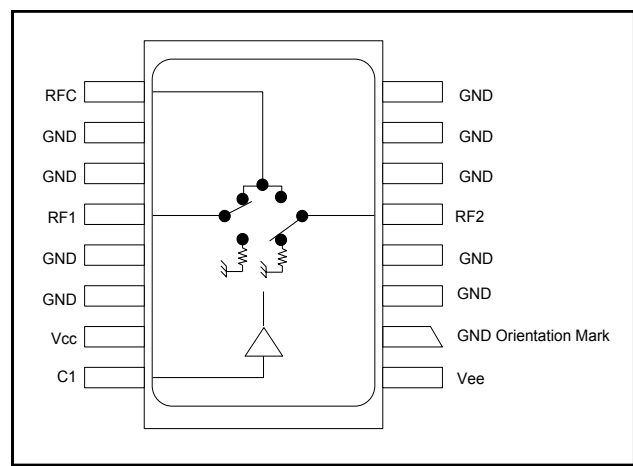 RFC
GND
GND
GND
GND
GND
RF1
RF2
GND
GND
GND
GND
Vcc
GND Orientation Mark
C1
Vee